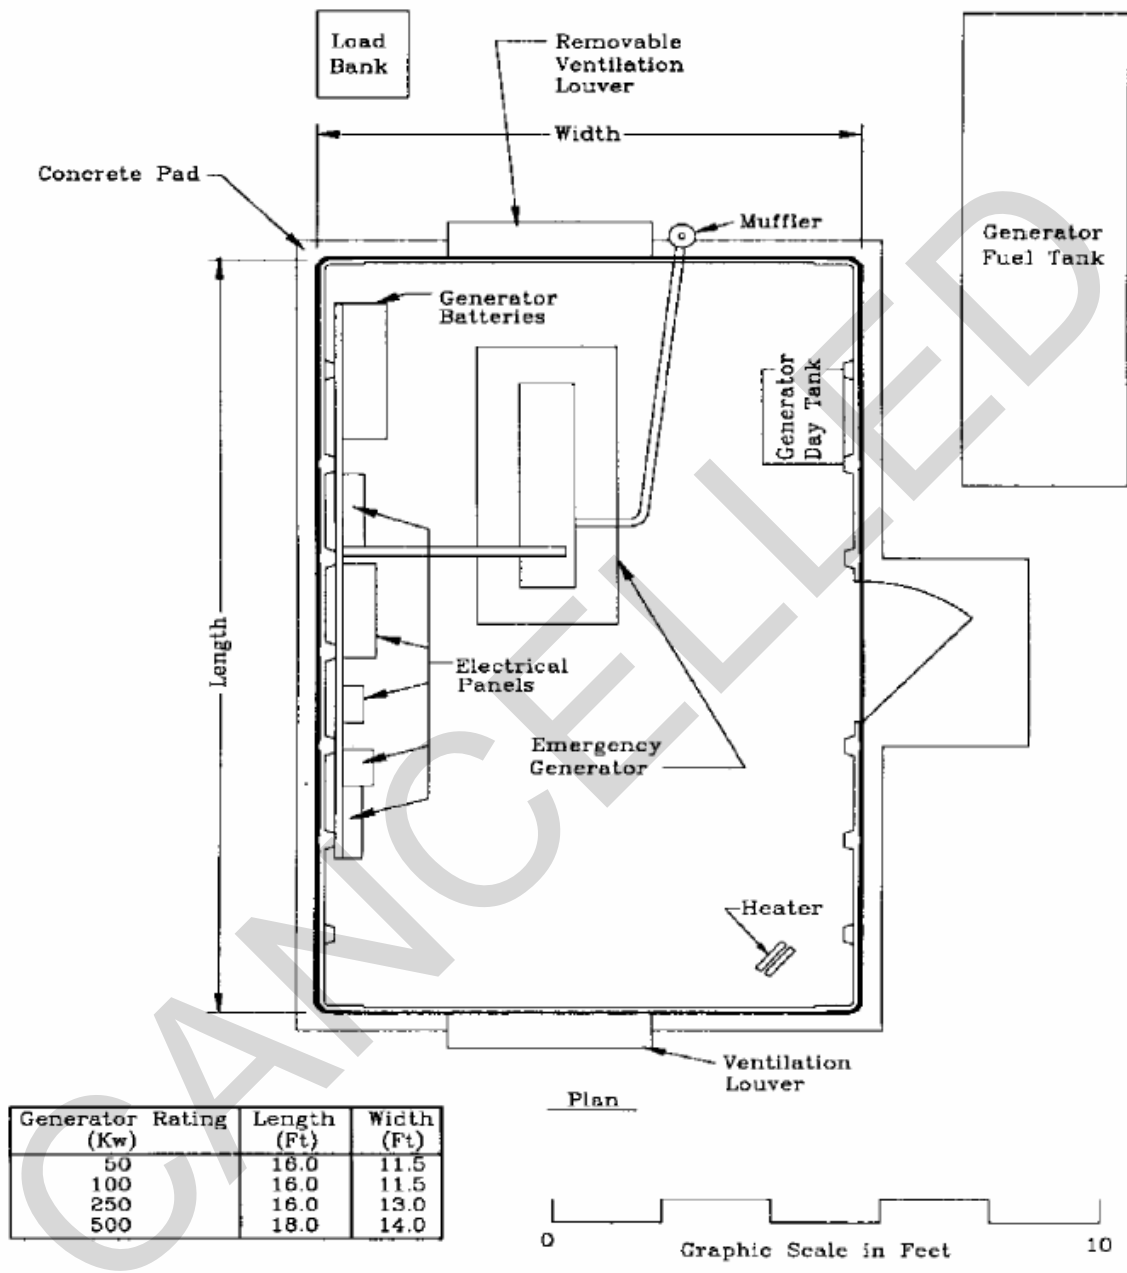 Load
Bank
Removable
Ventilation
Louver
Width
Concrete Pad
Muffler
Generator
Fuel Tank
Generator
Batteries
Generator
Day Tank
Length
Electrical
Panels
Emergency
Generator
Heater
Ventilation
Louver
Plan
Generator Rating Length Width
(Kw) (Ft) (Ft)
50 16.0 11.5
100 16.0 11.5
250 16.0 13.0
500 18.0 14.0
0 10
Graphic Scale in Feet
CANCELLED